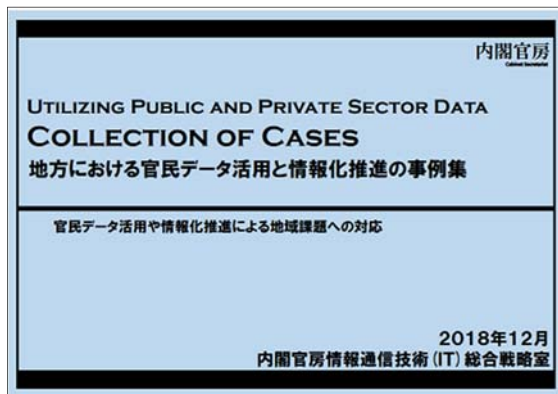 内閣官房
Cabinet Secretariat
UTILIZING PUBLIC AND PRIVATE SECTOR DATA
COLLECTION OF CASES
地方における官民データ活用と情報化推進の事例集
官民データ活用や情報化推進による地域課題への対応
2018年12月
内閣官房情報通信技術(IT)総合戦略室